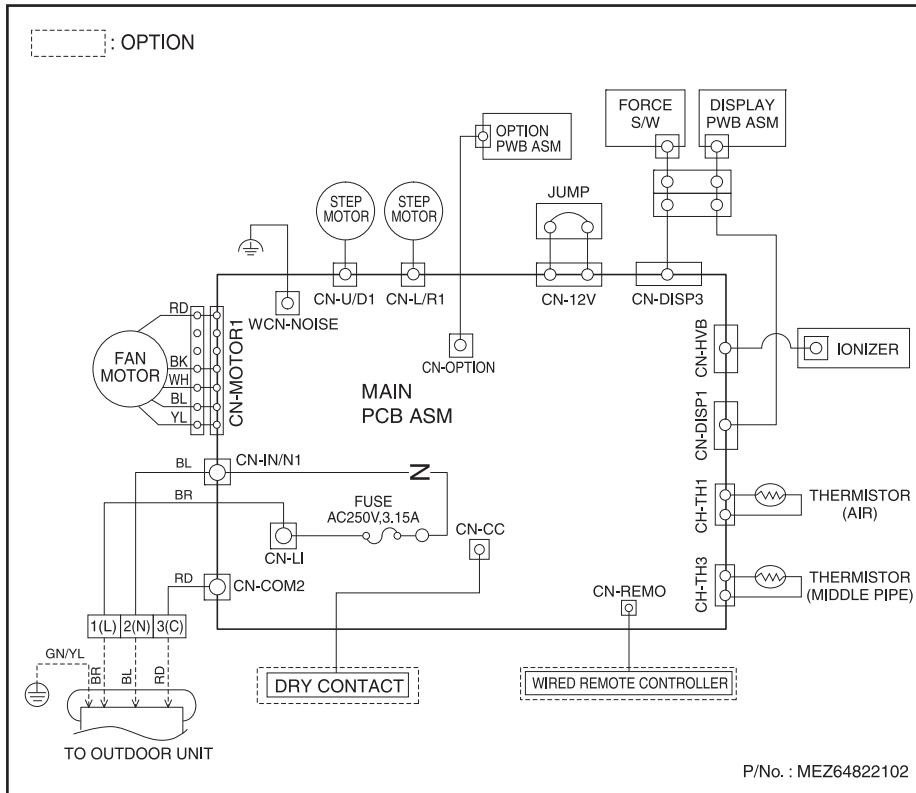 : OPTION
FORCE
S/W
DISPLAY
PWB ASM
OPTION
PWB ASM
STEP
MOTOR
STEP
MOTOR
JUMP
CN-U/D1
CN-L/R1
CN-12V
CN-DISP3
WCN-NOISE
RD
BK
WH
BL
YL
FAN
MOTOR
CN-MOTOR1
CN-OPTION
MAIN
PCB ASM
CN-HVB
IONIZER
CN-DISP1
BL
CN-IN/N1
N
BR
FUSE
AC250V,3.15A
CN-LI
CN-CC
CH-TH1
THERMISTOR
(AIR)
RD
CN-COM2
CN-REMO
CH-TH3
THERMISTOR
(MIDDLE PIPE)
1(L)
2(N)
3(C)
GN/YL
BR
BL
RD
DRY CONTACT
WIRED REMOTE CONTROLLER
TO OUTDOOR UNIT
P/No. : MEZ64822102